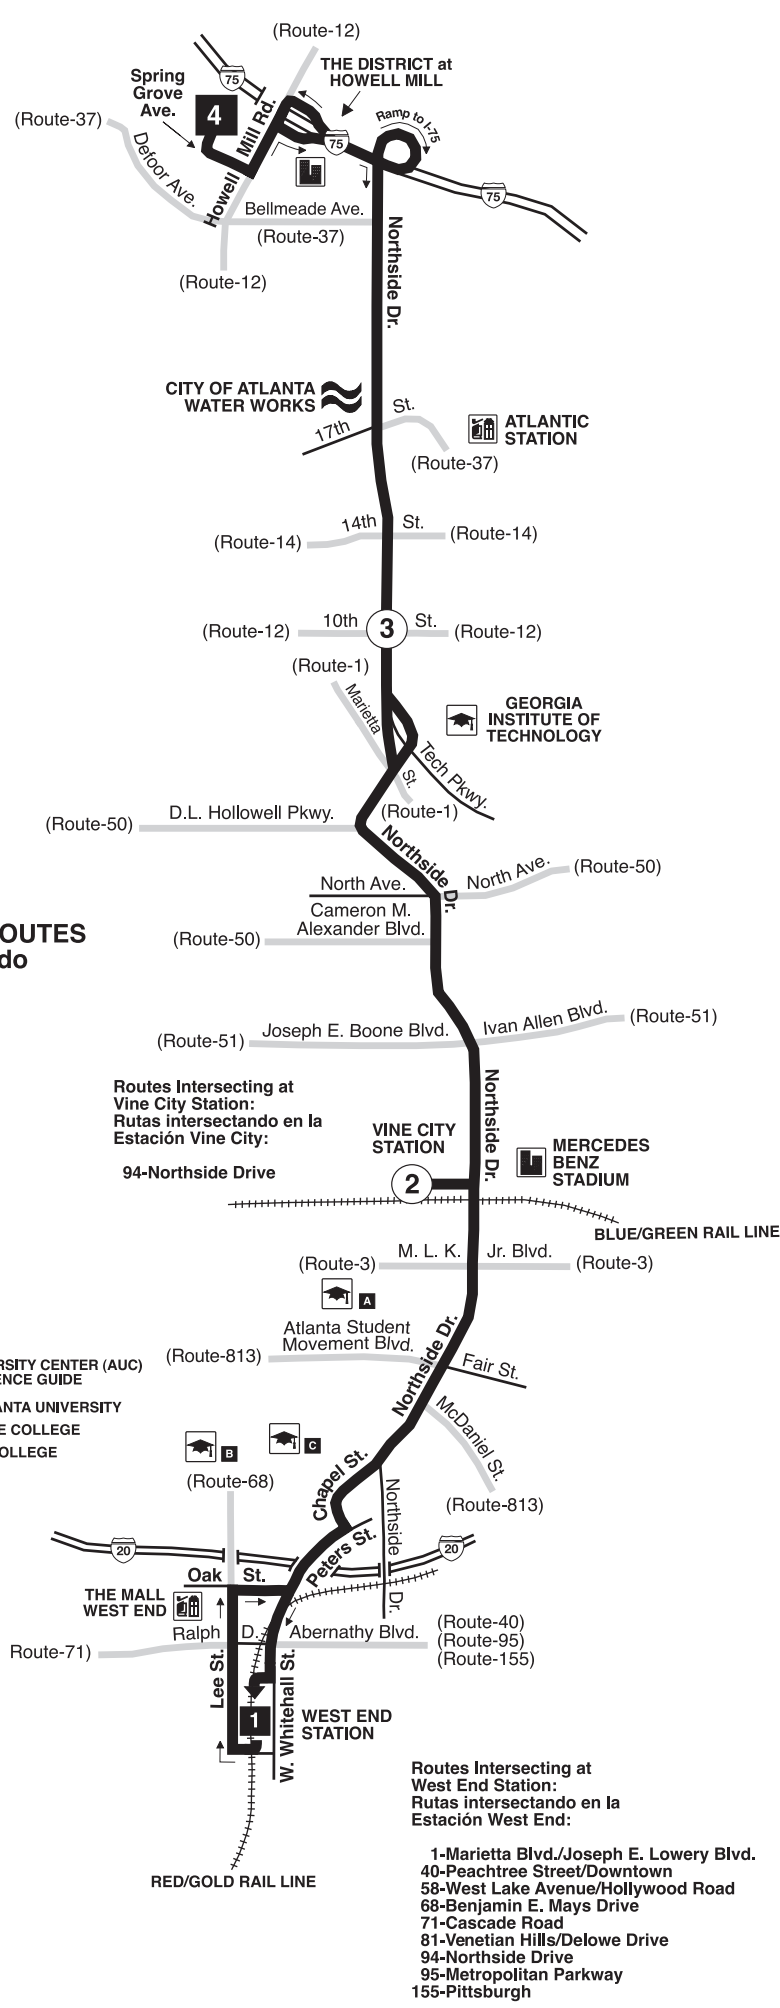 (Route-12)
THE DISTRICT at
HOWELL MILL
Spring
Grove
Ave.
75
4
Mill Rd.
Ramp to I-75
(Route-37)
75
Defoor Ave.
Howell
75
Bellmeade Ave.
(Route-37)
Northside Dr.
(Route-12)
CITY OF ATLANTA
WATER WORKS
17th St.
ATLANTIC
STATION
(Route-37)
14th St.
(Route-14)
(Route-14)
10th St.
(Route-12)
3
(Route-12)
(Route-1)
Marietta St.
GEORGIA
INSTITUTE OF
TECHNOLOGY
Tech Pkwy.
(Route-1)
D.L. Hollowell Pkwy.
(Route-50)
Northside Dr.
North Ave.
North Ave.
(Route-50)
Cameron M.
Alexander Blvd.
(Route-50)
OUTES
do
Joseph E. Boone Blvd.
Ivan Allen Blvd.
(Route-51)
(Route-51)
Routes Intersecting at
Vine City Station:
Rutas intersectando en la
Estación Vine City:
94-Northside Drive
Northside Dr.
VINE CITY
STATION
2
MERCEDES
BENZ
STADIUM
BLUE/GREEN RAIL LINE
M. L. K. Jr. Blvd.
(Route-3)
(Route-3)
A
Atlanta Student
Movement Blvd.
(Route-813)
Northside Dr.
Fair St.
RSITY CENTER (AUC)
ENCE GUIDE
ANTA UNIVERSITY
E COLLEGE
OLLEGE
McDaniel St.
(Route-813)
B
C
(Route-68)
Chapel St.
Northside Dr.
Peters St.
20
20
Oak St.
THE MALL
WEST END
Ralph D. Abernathy Blvd.
(Route-40)
(Route-95)
(Route-155)
Route-71)
Lee St.
W. Whitehall St.
1
WEST END
STATION
RED/GOLD RAIL LINE
Routes Intersecting at
West End Station:
Rutas intersectando en la
Estación West End:
1-Marietta Blvd./Joseph E. Lowery Blvd.
40-Peachtree Street/Downtown
58-West Lake Avenue/Hollywood Road
68-Benjamin E. Mays Drive
71-Cascade Road
81-Venetian Hills/Delowe Drive
94-Northside Drive
95-Metropolitan Parkway
155-Pittsburgh